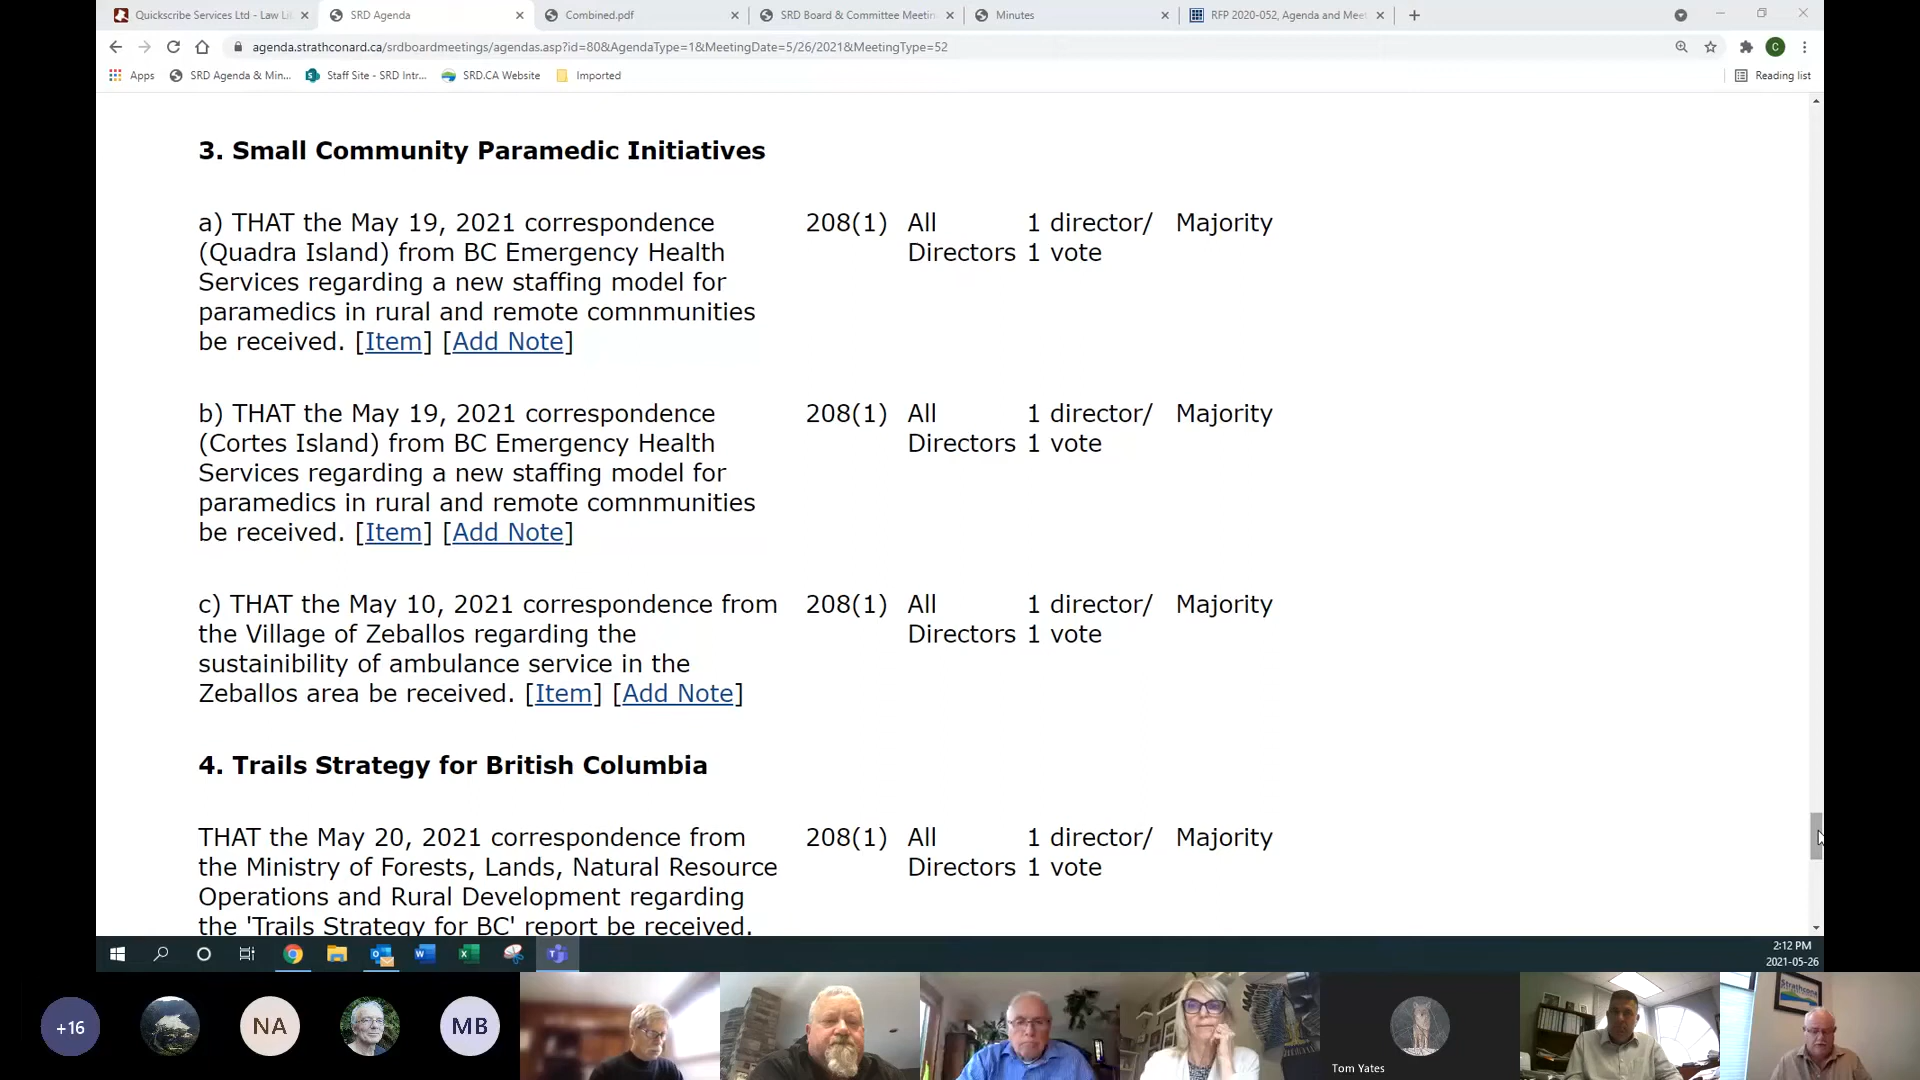 Quickscribe Services Ltd - Law Li
SRD Agenda
Combined.pdf
SRD Board & Committee Meetin
Minutes
RFP 2020-052, Agenda and Meet
agenda.strathconard.ca/srdboardmeetings/agendas.asp?id=80&AgendaType=1&MeetingDate=5/26/2021&MeetingType=52
C
Apps
SRD Agenda & Min...
Staff Site - SRD Intr...
SRD.CA Website
Imported
Reading list
3. Small Community Paramedic Initiatives
a) THAT the May 19, 2021 correspondence 208(1) All 1 director/ Majority
(Quadra Island) from BC Emergency Health Directors 1 vote
Services regarding a new staffing model for
paramedics in rural and remote comnmunities
be received. [Item] [Add Note]
b) THAT the May 19, 2021 correspondence 208(1) All 1 director/ Majority
(Cortes Island) from BC Emergency Health Directors 1 vote
Services regarding a new staffing model for
paramedics in rural and remote comnmunities
be received. [Item] [Add Note]
c) THAT the May 10, 2021 correspondence from 208(1) All 1 director/ Majority
the Village of Zeballos regarding the Directors 1 vote
sustainibility of ambulance service in the
Zeballos area be received. [Item] [Add Note]
4. Trails Strategy for British Columbia
THAT the May 20, 2021 correspondence from 208(1) All 1 director/ Majority
the Ministry of Forests, Lands, Natural Resource Directors 1 vote
Operations and Rural Development regarding
the 'Trails Strategy for BC' report be received.
2:12 PM
2021-05-26
+16
NA
MB
Tom Yates
Strathcona